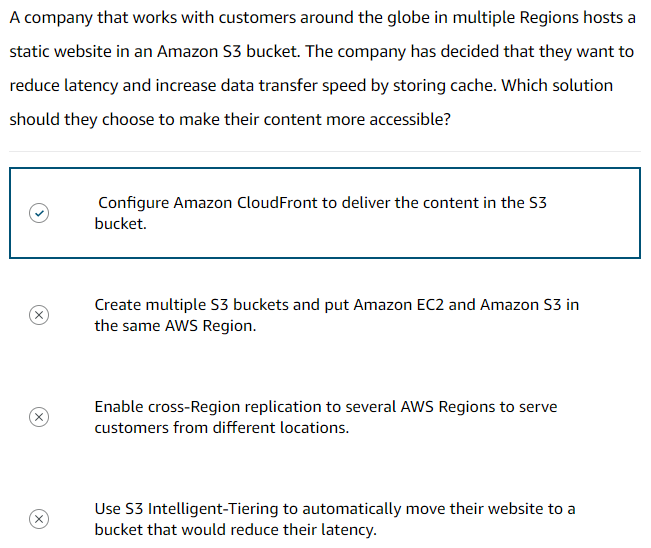 A company that works with customers around the globe in multiple Regions hosts a
static website in an Amazon S3 bucket. The company has decided that they want to
reduce latency and increase data transfer speed by storing cache. Which solution
should they choose to make their content more accessible?
Configure Amazon CloudFront to deliver the content in the S3
bucket.
Create multiple S3 buckets and put Amazon EC2 and Amazon S3 in
the same AWS Region.
Enable cross-Region replication to several AWS Regions to serve
customers from different locations.
Use S3 Intelligent-Tiering to automatically move their website to a
bucket that would reduce their latency.